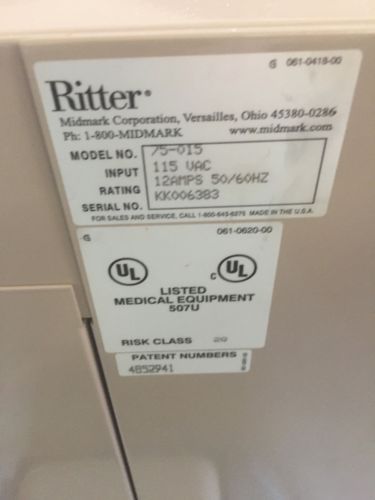 G 061-0418-00
Ritter®
Midmark Corporation, Versailles, Ohio 45380-0286
Ph: 1-800-MIDMARK www.midmark.com
MODEL NO. 75-015
INPUT 115 VAC
RATING 12AMPS 50/60HZ
SERIAL NO. KK006383
FOR SALES AND SERVICE, CALL 1-800-643-6275 MADE IN THE U.S.A.
G 061-0620-00
UL C UL
LISTED
MEDICAL EQUIPMENT
507U
RISK CLASS 2G
PATENT NUMBERS
4852941